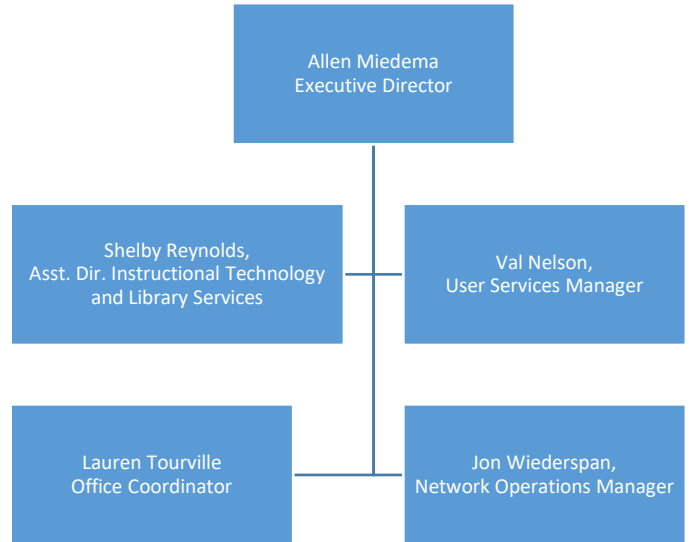 Allen Miedema
Executive Director
Shelby Reynolds,
Asst. Dir. Instructional Technology
and Library Services
Val Nelson,
User Services Manager
Lauren Tourville
Office Coordinator
Jon Wiederspan,
Network Operations Manager